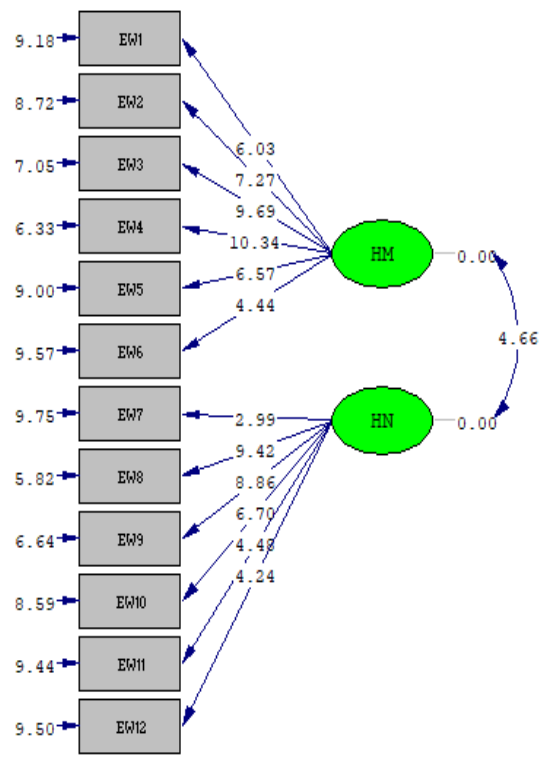 9.18 EW1
8.72 EW2
6.03
7.27
7.05 EW3
9.69
6.33 EW4
10.34
HM 0.00
9.00 EW5
6.57
4.44
4.66
9.57 EW6
9.75 EW7
2.99
HN 0.00
9.42
5.82 EW8
8.86
6.70
6.64 EW9
4.48
4.24
8.59 EW10
9.44 EW11
9.50 EW12